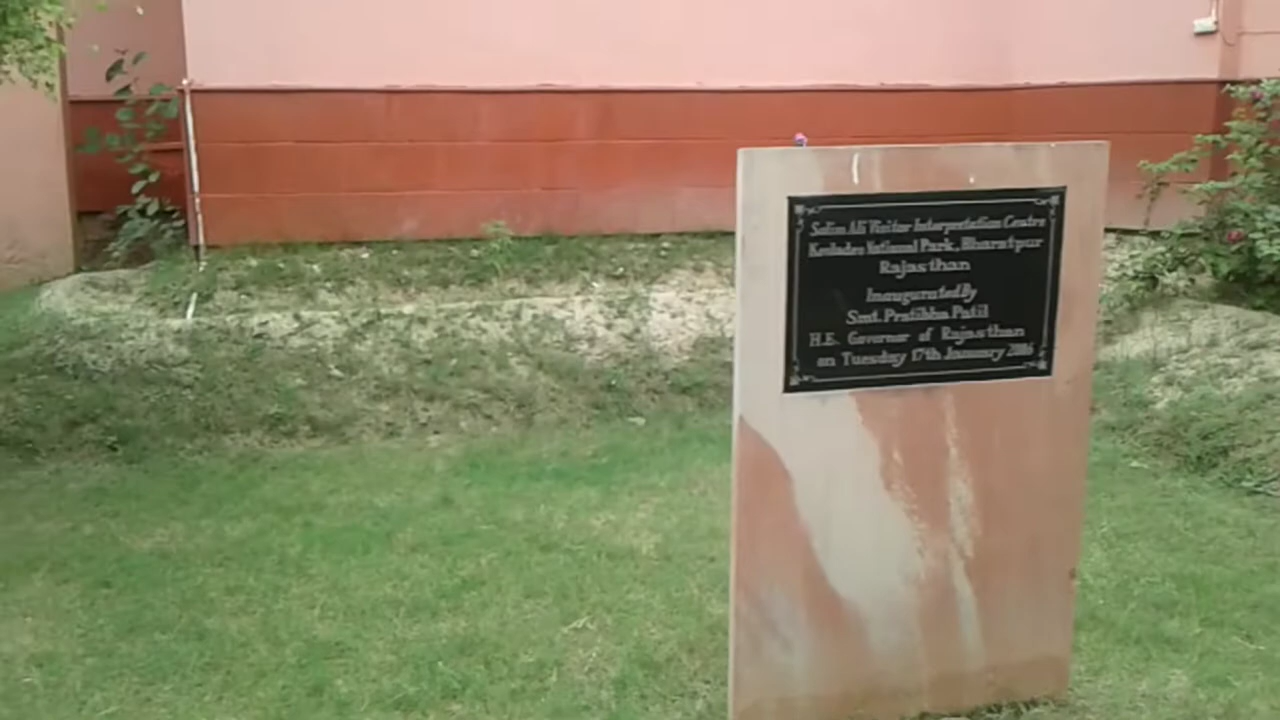 Salim Ali Visitor Interpretation Centre
Keoladeo National Park, Bharatpur
Rajasthan
Inaugurated By
Smt. Pratibha Patil
H.E. Governor of Rajasthan
on Tuesday 17th January 2006